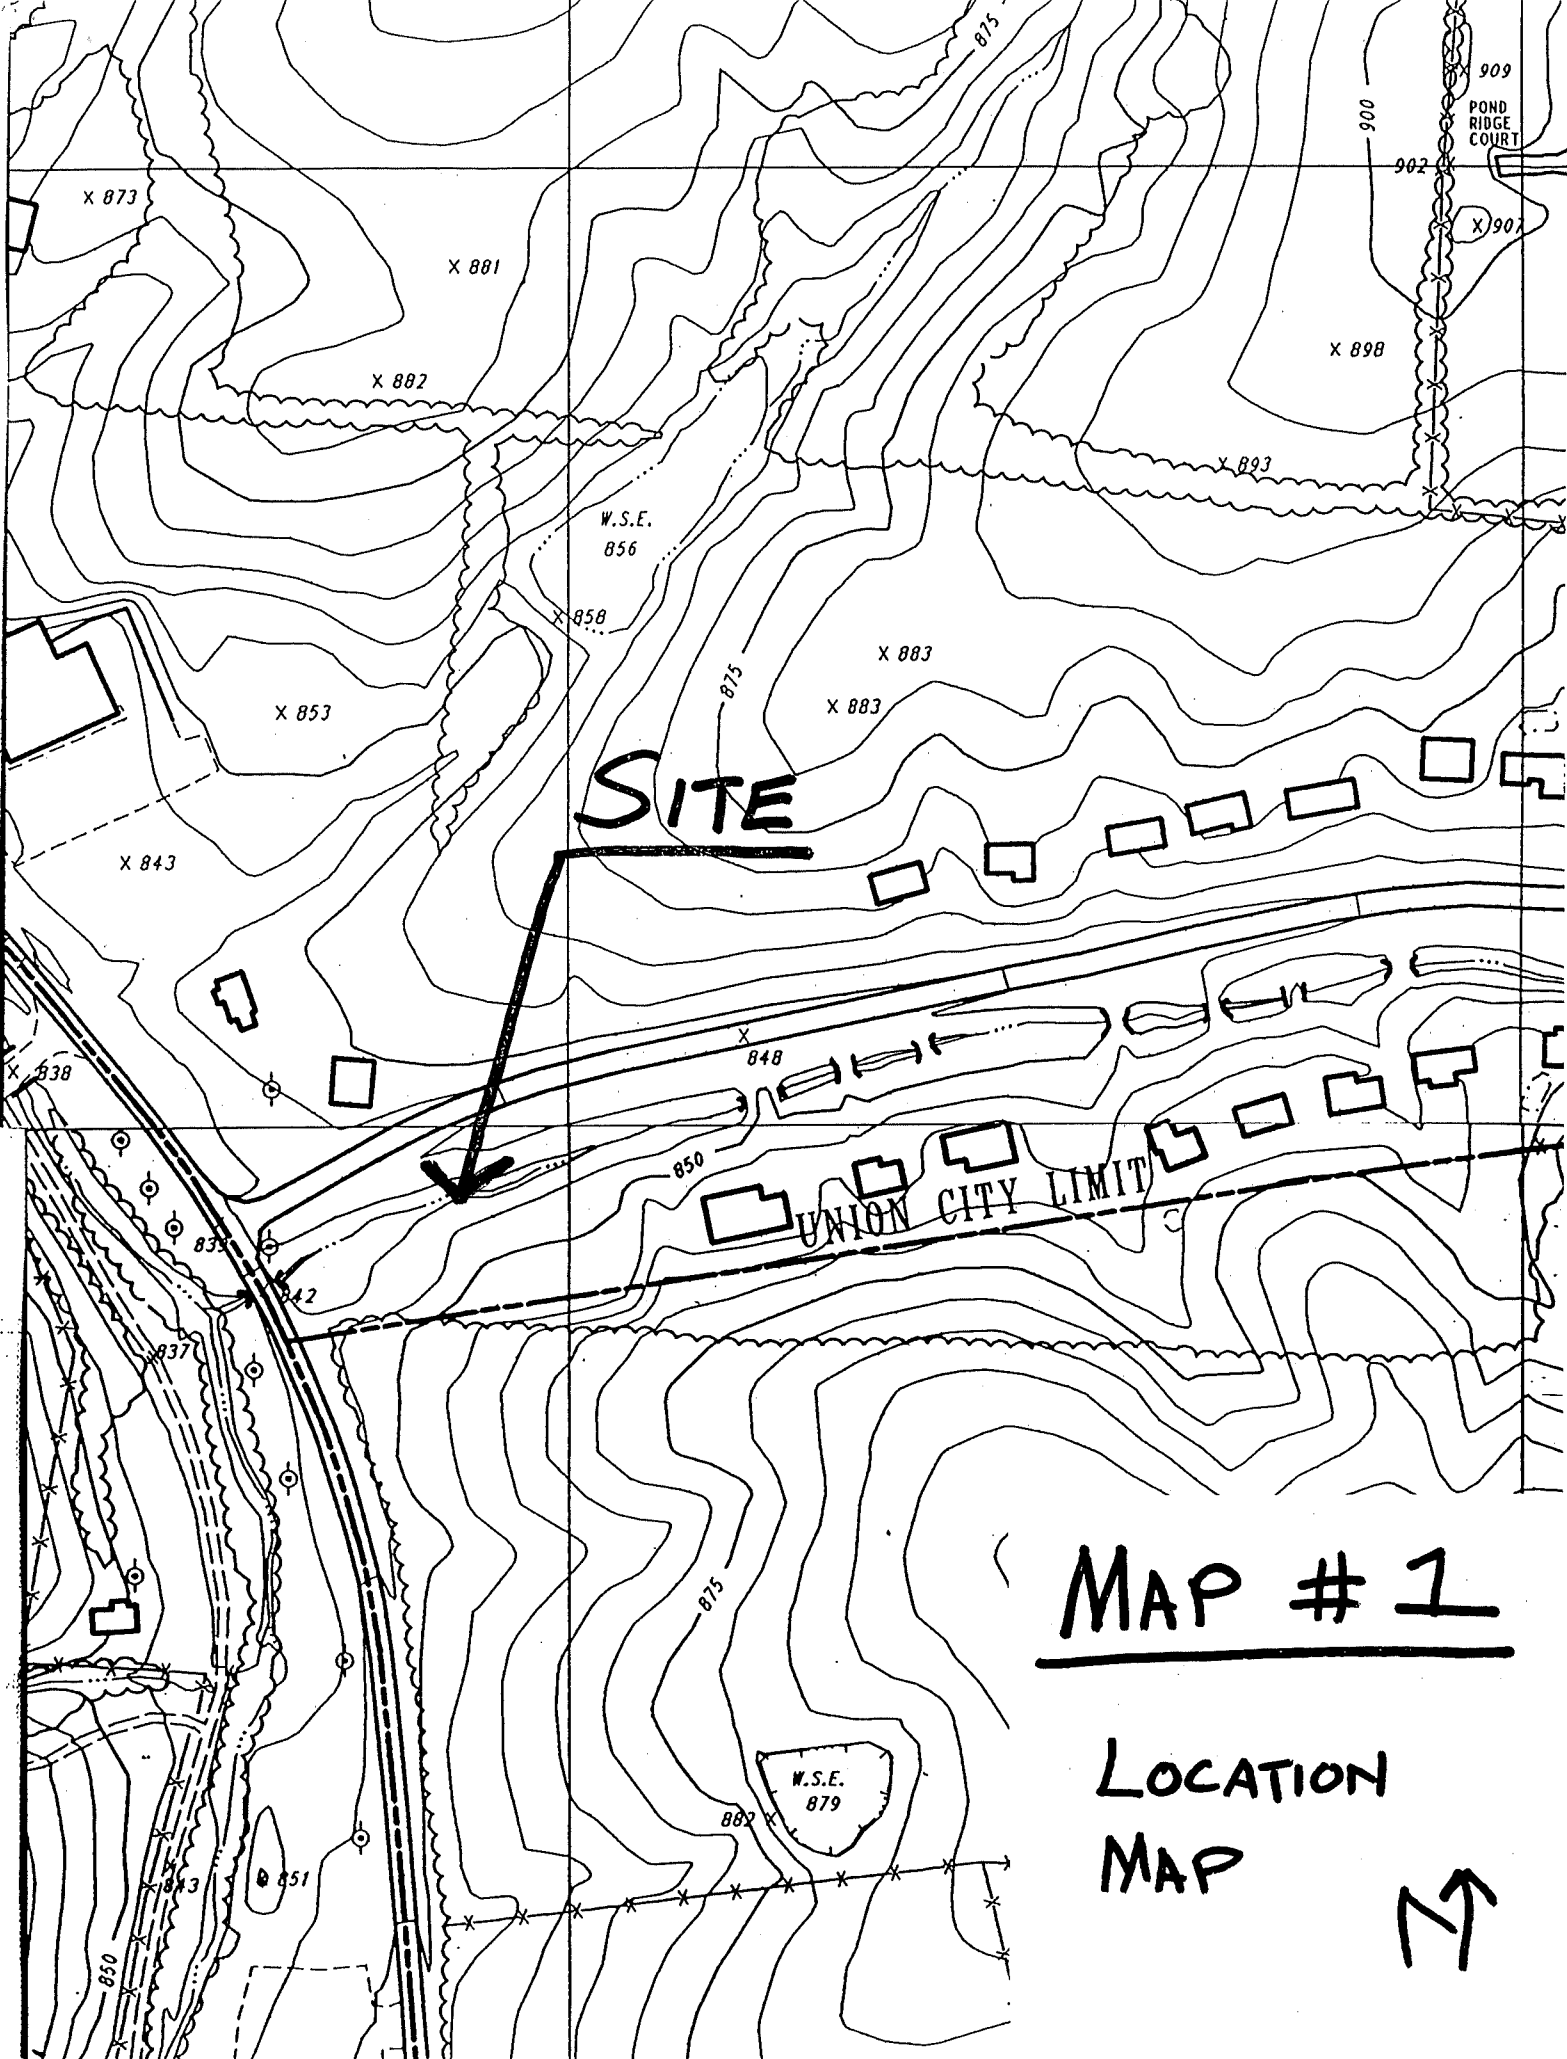 875
900
X 909
POND
RIDGE
COURT
902
X 873
X 907
X 881
X 898
X 882
X 893
W.S.E.
856
X 858
875
X 883
X 883
X 853
SITE
X 843
X
848
X 838
850
UNION CITY LIMIT
842
837
MAP # 1
875
LOCATION
MAP
W.S.E.
879
882 X
851
843
850
N